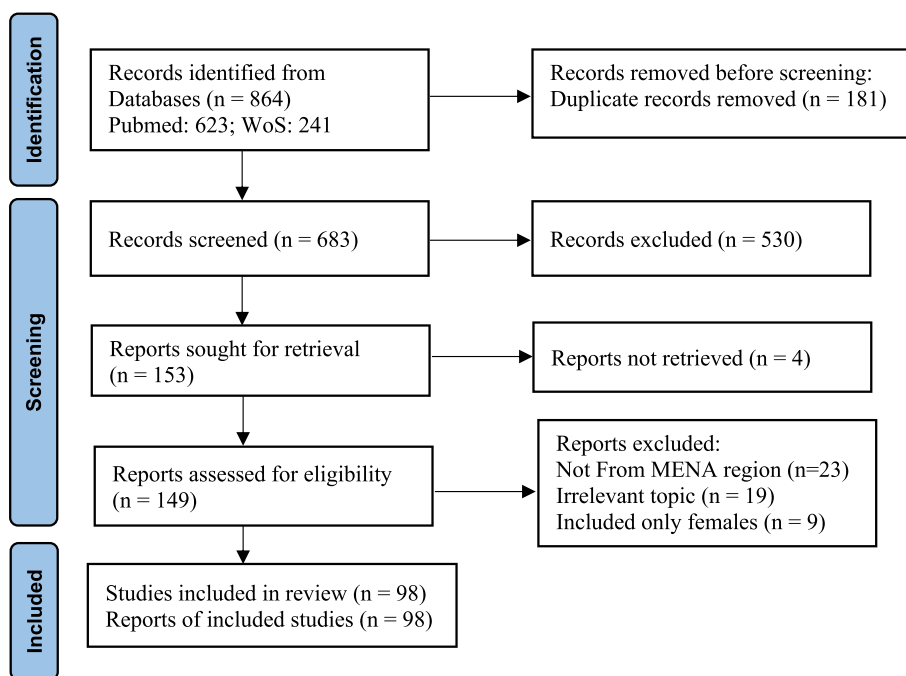 Identification
Records identified from
Databases (n = 864)
Pubmed: 623; WoS: 241
Records removed before screening:
Duplicate records removed (n = 181)
Screening
Records screened (n = 683)
Records excluded (n = 530)
Reports sought for retrieval
(n = 153)
Reports not retrieved (n = 4)
Reports assessed for eligibility
(n = 149)
Reports excluded:
Not From MENA region (n=23)
Irrelevant topic (n = 19)
Included only females (n = 9)
Included
Studies included in review (n = 98)
Reports of included studies (n = 98)